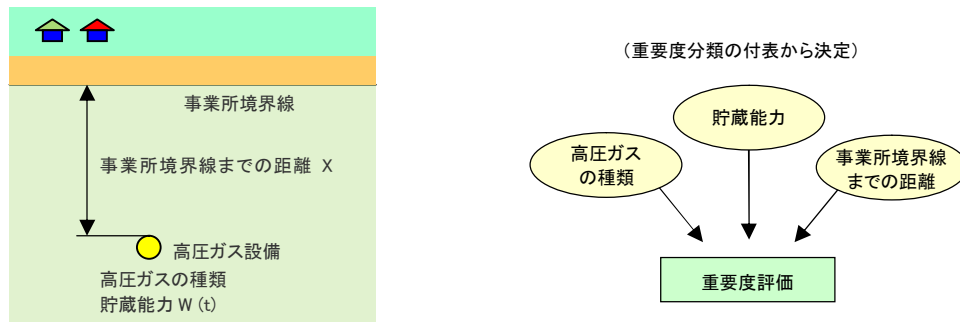 事業所境界線
事業所境界線までの距離 X
高圧ガス設備
高圧ガスの種類
貯蔵能力 W (t)
（重要度分類の付表から決定）
貯蔵能力
高圧ガス
の種類
事業所境界線
までの距離
重要度評価